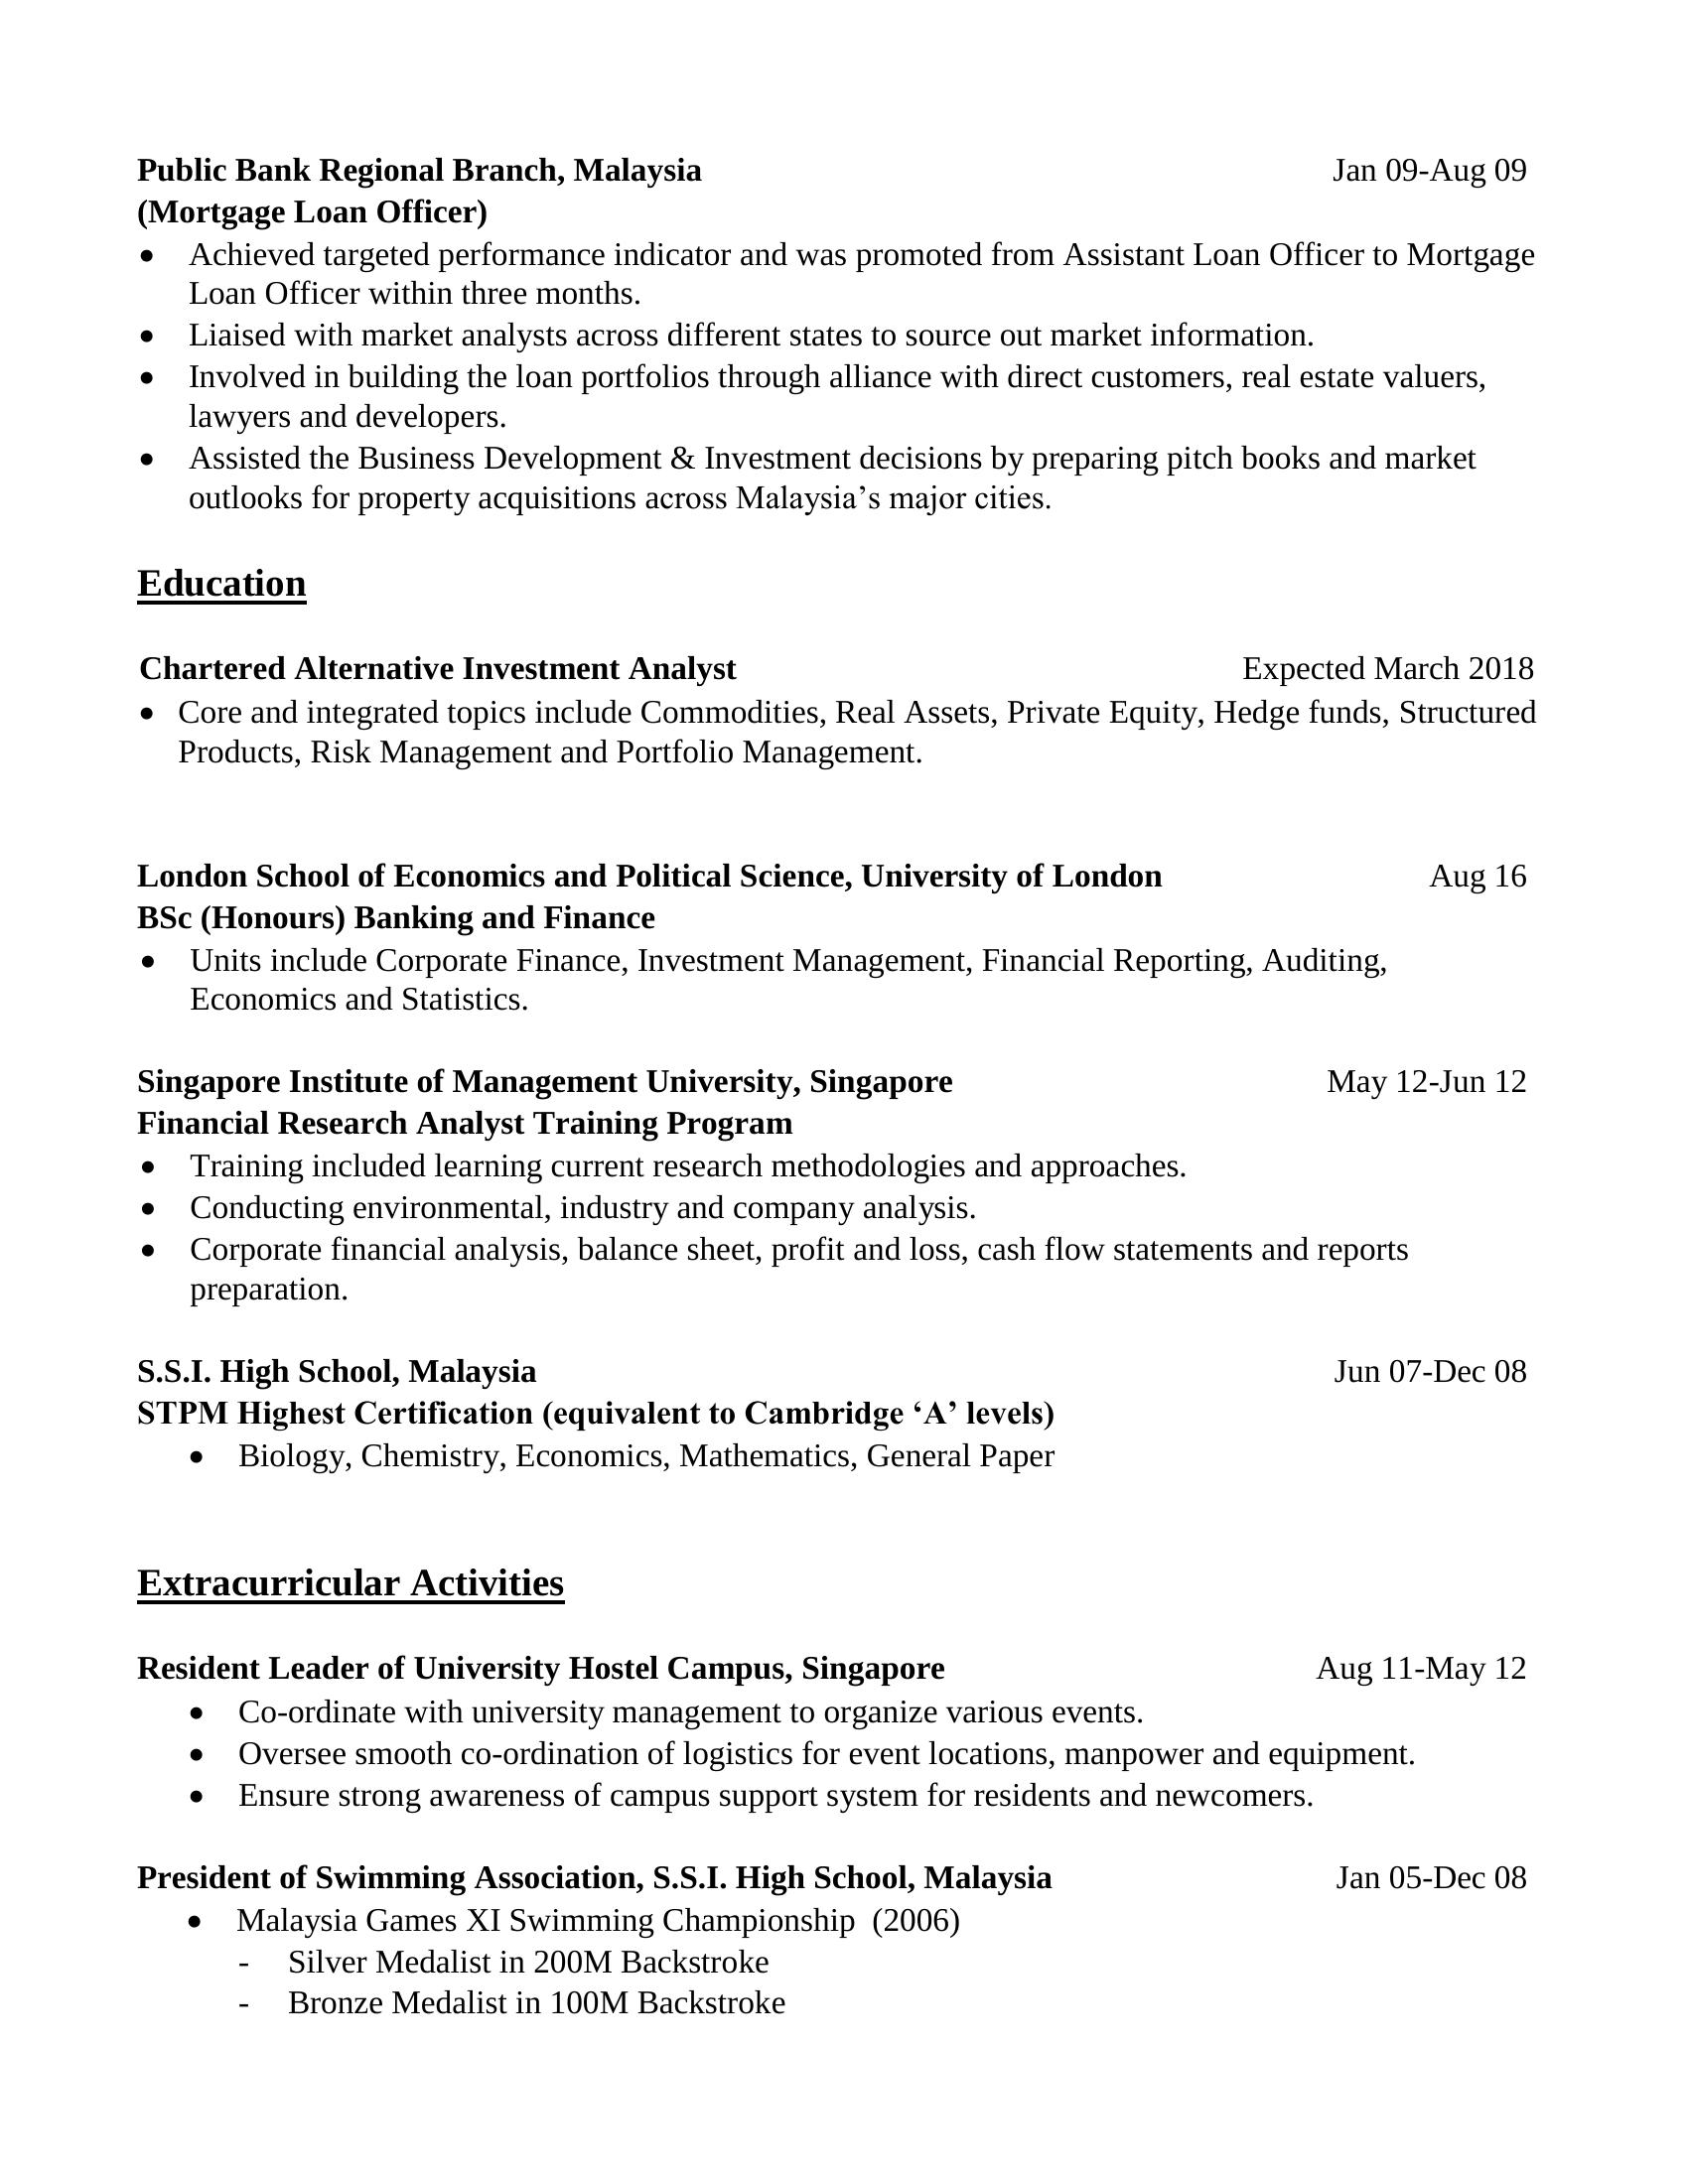 Public Bank Regional Branch, Malaysia Jan 09-Aug 09
(Mortgage Loan Officer)
● Achieved targeted performance indicator and was promoted from Assistant Loan Officer to Mortgage
Loan Officer within three months.
● Liaised with market analysts across different states to source out market information.
● Involved in building the loan portfolios through alliance with direct customers, real estate valuers,
lawyers and developers.
● Assisted the Business Development & Investment decisions by preparing pitch books and market
outlooks for property acquisitions across Malaysia’s major cities.
Education
Chartered Alternative Investment Analyst Expected March 2018
● Core and integrated topics include Commodities, Real Assets, Private Equity, Hedge funds, Structured
Products, Risk Management and Portfolio Management.
London School of Economics and Political Science, University of London Aug 16
BSc (Honours) Banking and Finance
● Units include Corporate Finance, Investment Management, Financial Reporting, Auditing,
Economics and Statistics.
Singapore Institute of Management University, Singapore May 12-Jun 12
Financial Research Analyst Training Program
● Training included learning current research methodologies and approaches.
● Conducting environmental, industry and company analysis.
● Corporate financial analysis, balance sheet, profit and loss, cash flow statements and reports
preparation.
S.S.I. High School, Malaysia Jun 07-Dec 08
STPM Highest Certification (equivalent to Cambridge ‘A’ levels)
● Biology, Chemistry, Economics, Mathematics, General Paper
Extracurricular Activities
Resident Leader of University Hostel Campus, Singapore Aug 11-May 12
● Co-ordinate with university management to organize various events.
● Oversee smooth co-ordination of logistics for event locations, manpower and equipment.
● Ensure strong awareness of campus support system for residents and newcomers.
President of Swimming Association, S.S.I. High School, Malaysia Jan 05-Dec 08
● Malaysia Games XI Swimming Championship  (2006)
- Silver Medalist in 200M Backstroke
- Bronze Medalist in 100M Backstroke